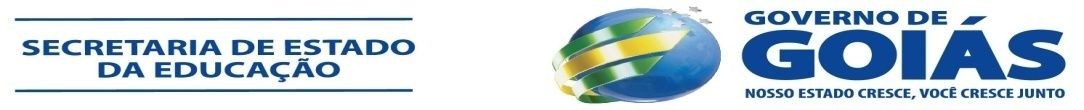 SECRETARIA DE ESTADO
DA EDUCAÇÃO
GOVERNO DE
GOIÁS
NOSSO ESTADO CRESCE, VOCÊ CRESCE JUNTO